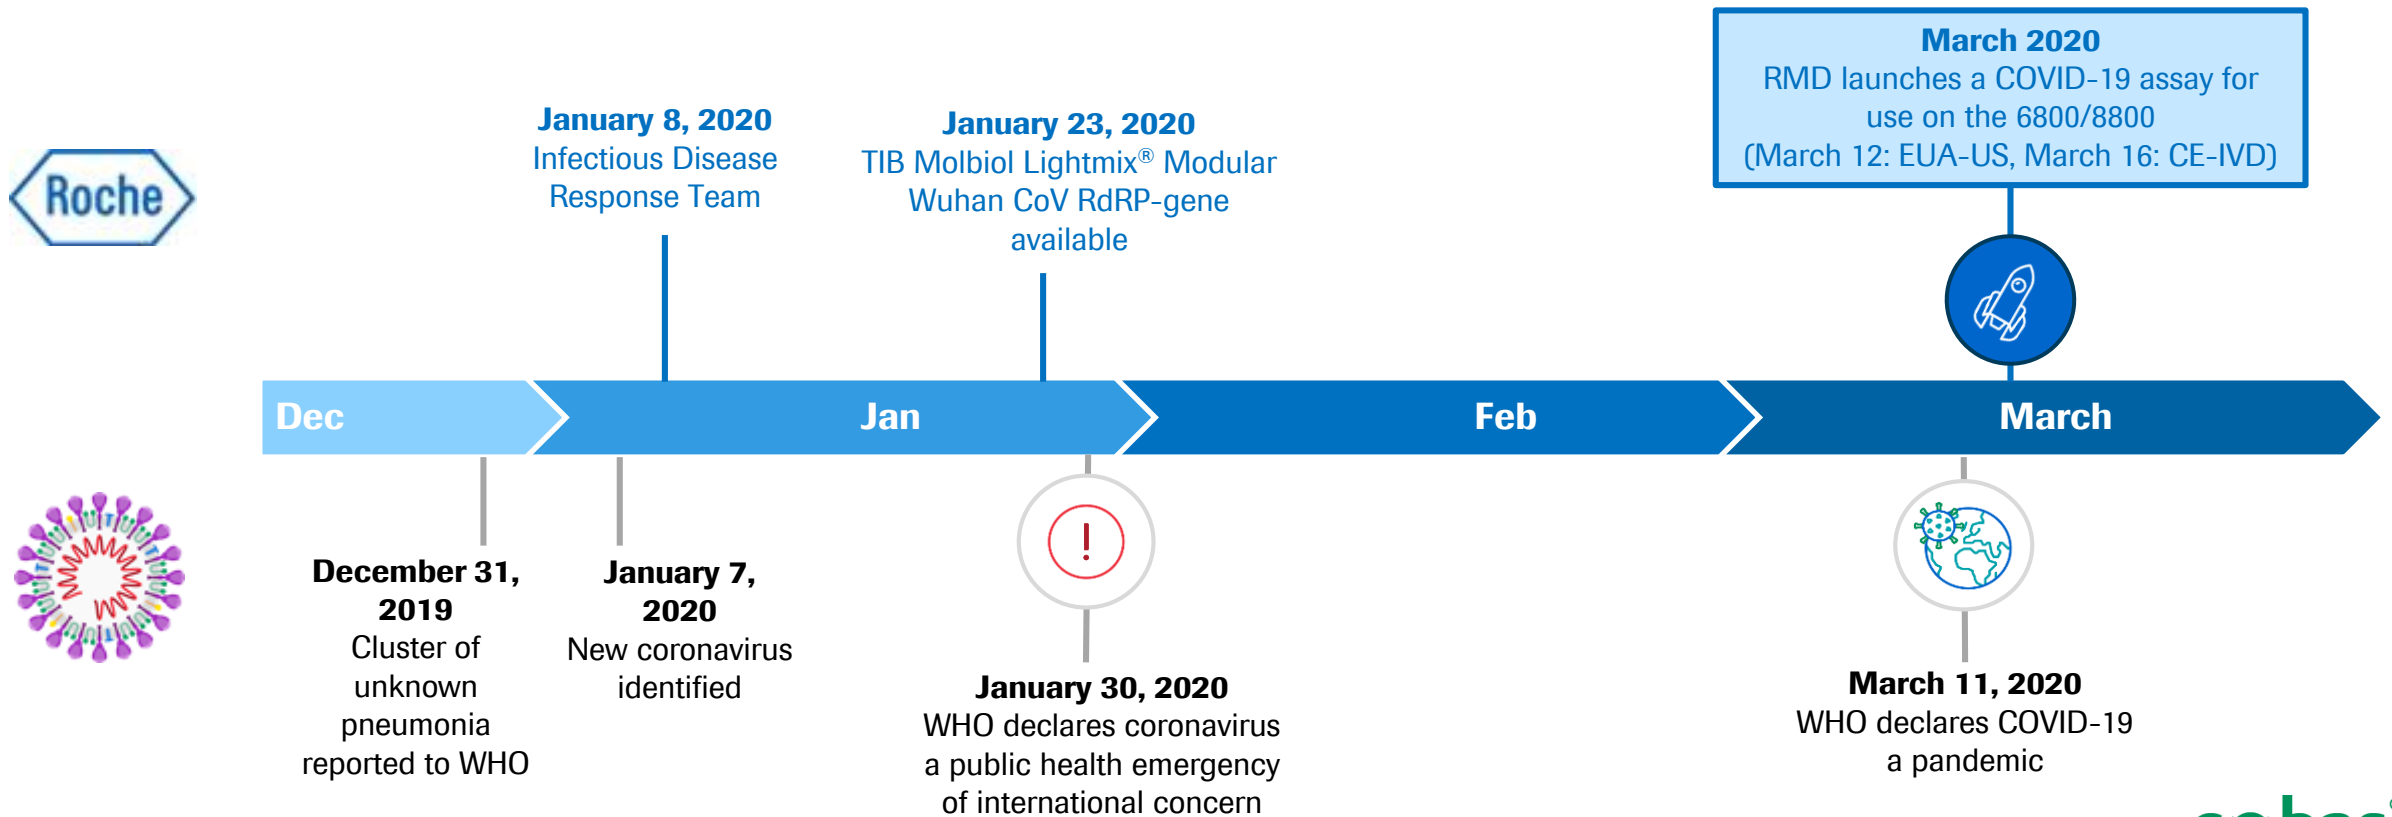 March 2020
RMD launches a COVID-19 assay for
use on the 6800/8800
(March 12: EUA-US, March 16: CE-IVD)
January 8, 2020
Infectious Disease
Response Team
January 23, 2020
TIB Molbiol Lightmix® Modular
Wuhan CoV RdRP-gene
available
Roche
Dec
Jan
Feb
March
December 31,
2019
Cluster of
unknown
pneumonia
reported to WHO
January 7,
2020
New coronavirus
identified
!
January 30, 2020
WHO declares coronavirus
a public health emergency
of international concern
March 11, 2020
WHO declares COVID-19
a pandemic